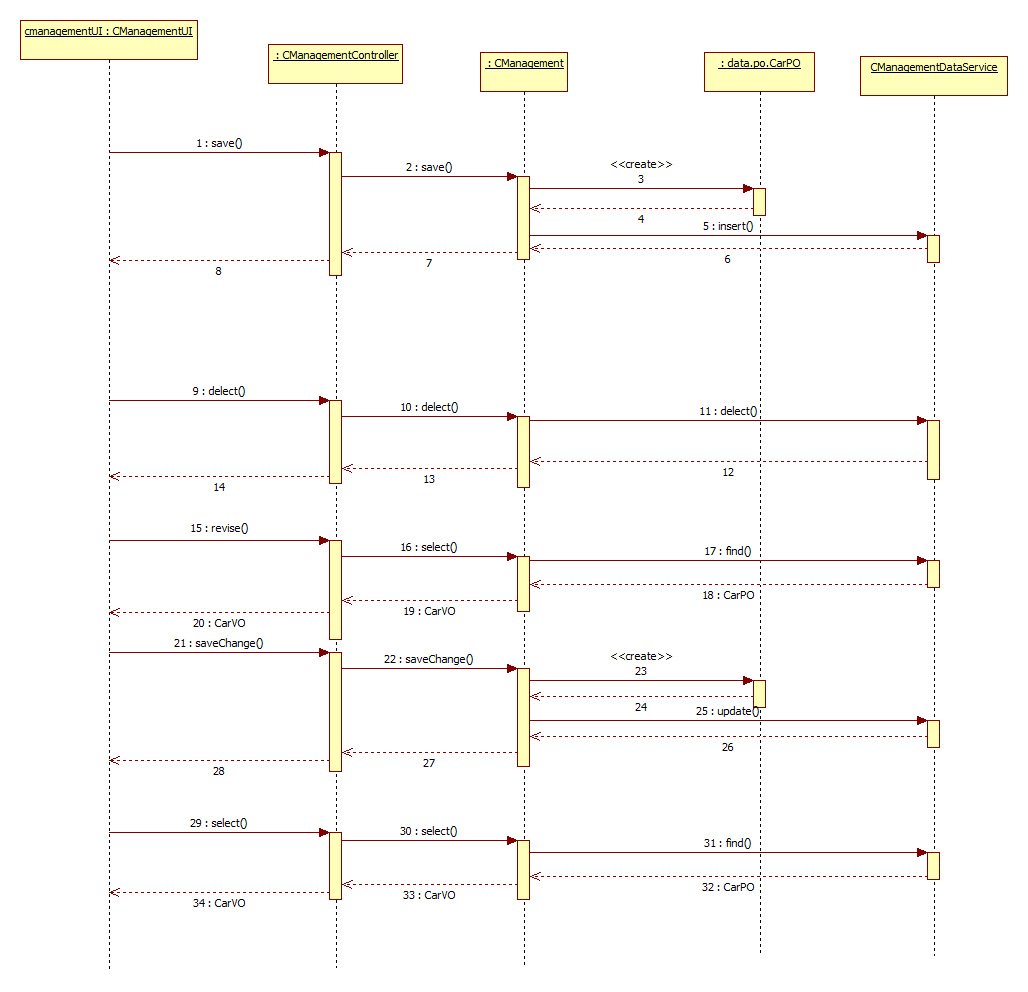 cmanagementUI : CManagementUI
: CManagementController
: CManagement
: data.po.CarPO
CManagementDataService
1 : save()
2 : save()
<<create>>
3
4
5 : insert()
6
7
8
9 : delect()
10 : delect()
11 : delect()
12
13
14
15 : revise()
16 : select()
17 : find()
18 : CarPO
19 : CarVO
20 : CarVO
21 : saveChange()
22 : saveChange()
<<create>>
23
24
25 : update()
26
27
28
29 : select()
30 : select()
31 : find()
32 : CarPO
33 : CarVO
34 : CarVO